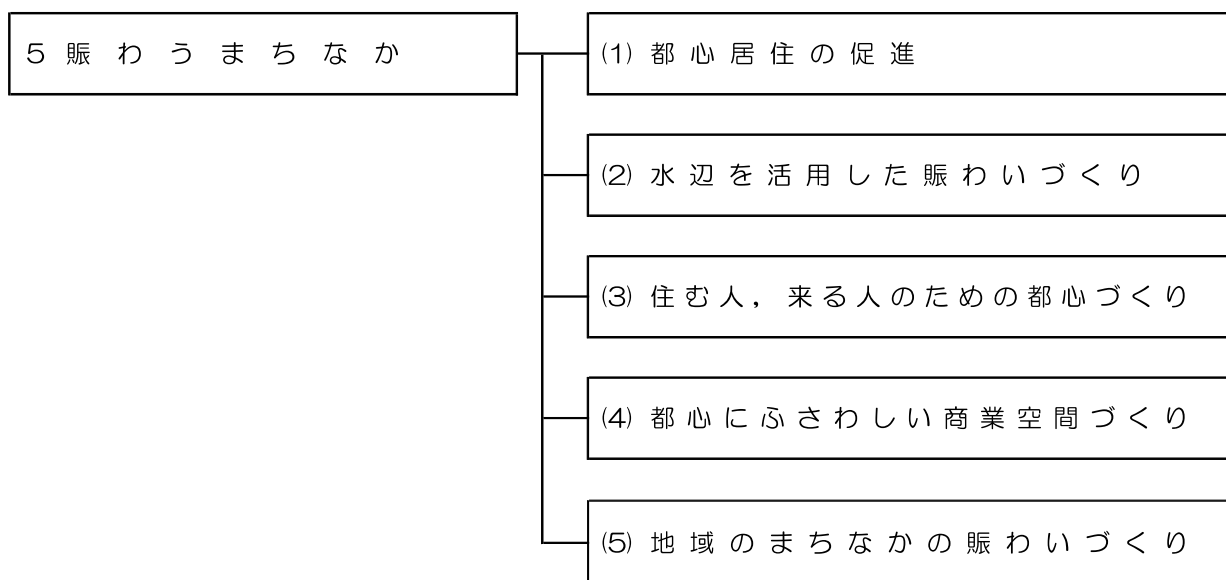 5 賑わうまちなか
(1) 都心居住の促進
(2) 水辺を活用した賑わいづくり
(3) 住む人，来る人のための都心づくり
(4) 都心にふさわしい商業空間づくり
(5) 地域のまちなかの賑わいづくり